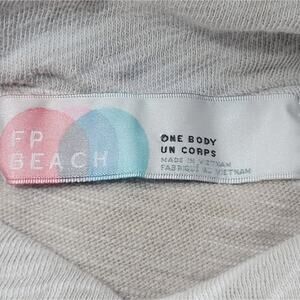 FP
BEACH
ONE BODY
UN CORPS
MADE IN VIETNAM
FABRIQUÉ AU VIETNAM